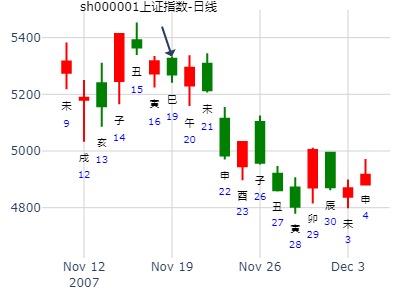 sh000001上证指数-日线
5400
5200
5000
4800
未
9
戌
12
亥
13
子
14
丑
15
寅
16
巳
19
午
20
未
21
申
22
酉
23
子
26
丑
27
寅
28
卯
29
辰
30
未
3
申
4
Nov 12
2007
Nov 19
Nov 26
Dec 3